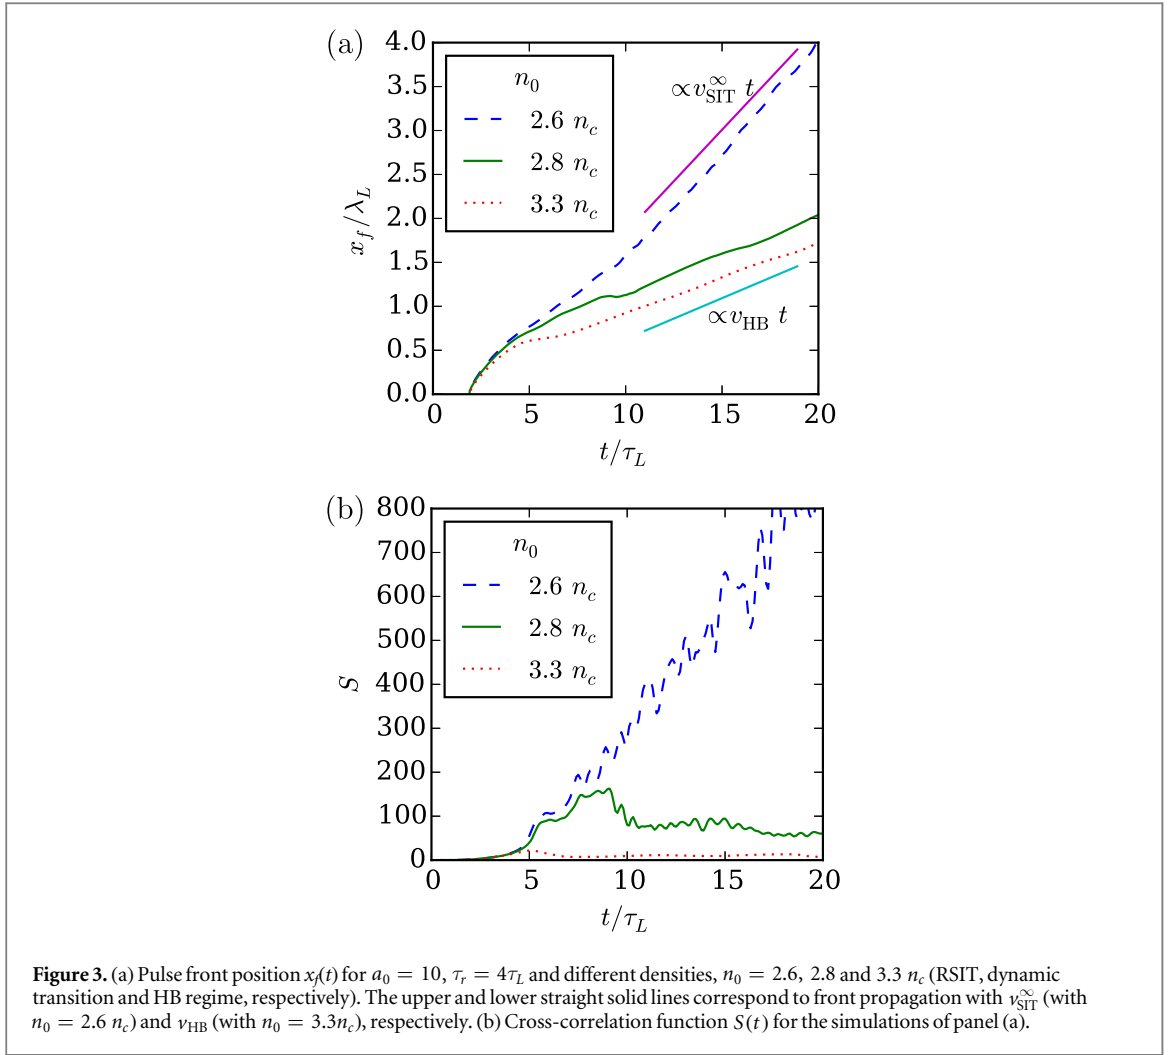 (a)
4.0
3.5
3.0
2.5
2.0
1.5
1.0
0.5
0.0
x_f/λ_L
n_0
2.6 n_c
2.8 n_c
3.3 n_c
∝v_SIT^∞ t
∝v_HB t
0 5 10 15 20
t/τ_L
(b)
800
700
600
500
400
300
200
100
0
S
n_0
2.6 n_c
2.8 n_c
3.3 n_c
0 5 10 15 20
t/τ_L
Figure 3. (a) Pulse front position x_f(t) for a_0 = 10, τ_r = 4τ_L and different densities, n_0 = 2.6, 2.8 and 3.3 n_c (RSIT, dynamic
transition and HB regime, respectively). The upper and lower straight solid lines correspond to front propagation with v_SIT^∞ (with
n_0 = 2.6 n_c) and v_HB (with n_0 = 3.3n_c), respectively. (b) Cross-correlation function S(t) for the simulations of panel (a).